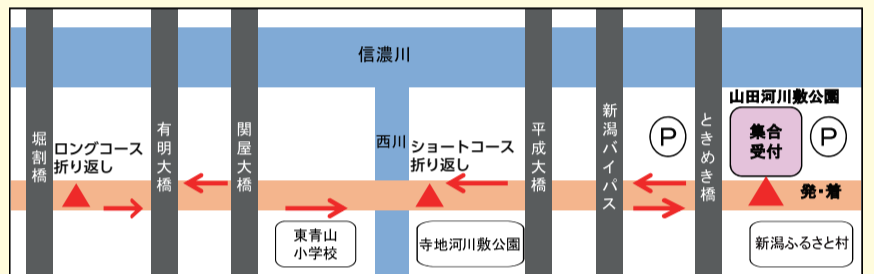 信濃川
堀割橋
ロングコース
折り返し
有明大橋
関屋大橋
西川
ショートコース
折り返し
平成大橋
新潟バイパス
P
ときめき橋
山田河川敷公園
集合
受付
P
発・着
東青山
小学校
寺地河川敷公園
新潟ふるさと村